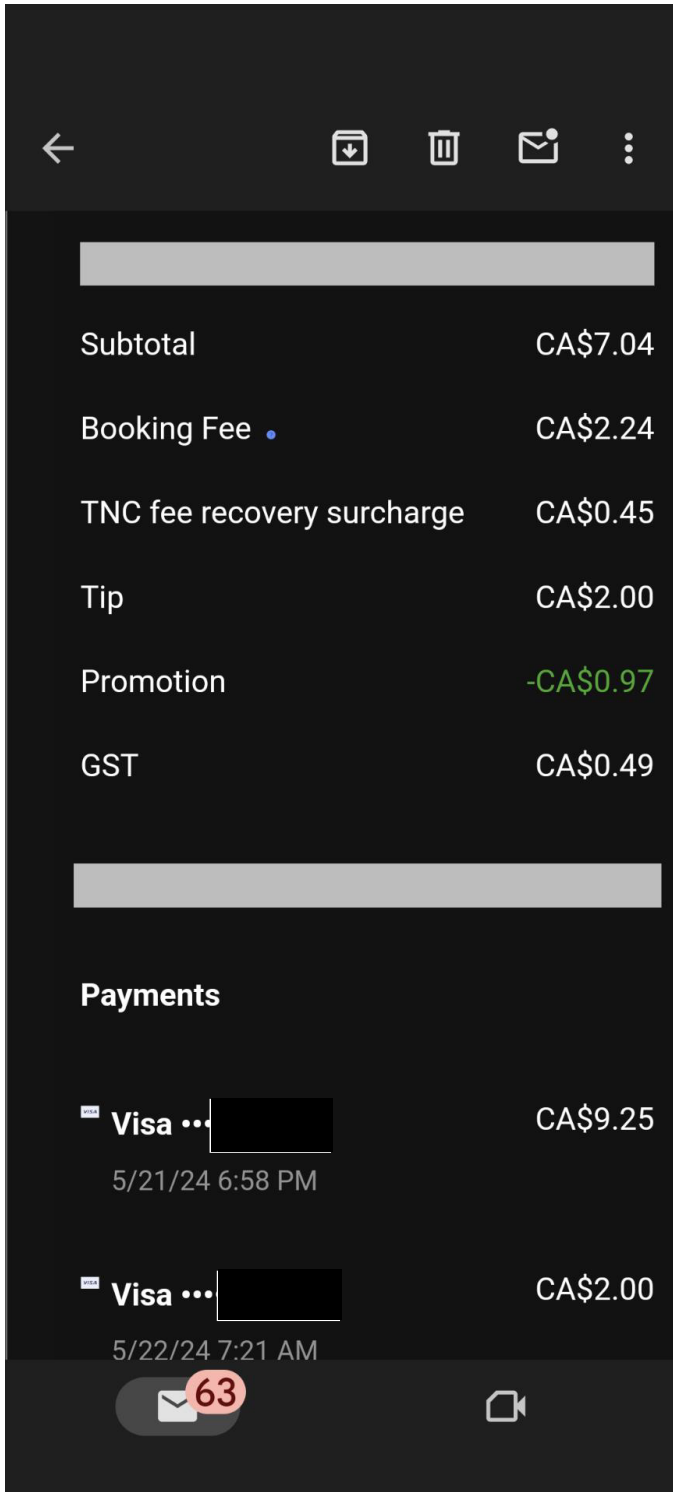 Subtotal CA$7.04
Booking Fee CA$2.24
TNC fee recovery surcharge CA$0.45
Tip CA$2.00
Promotion -CA$0.97
GST CA$0.49
Payments
VISA Visa ••• CA$9.25
5/21/24 6:58 PM
VISA Visa •••• CA$2.00
5/22/24 7:21 AM
63